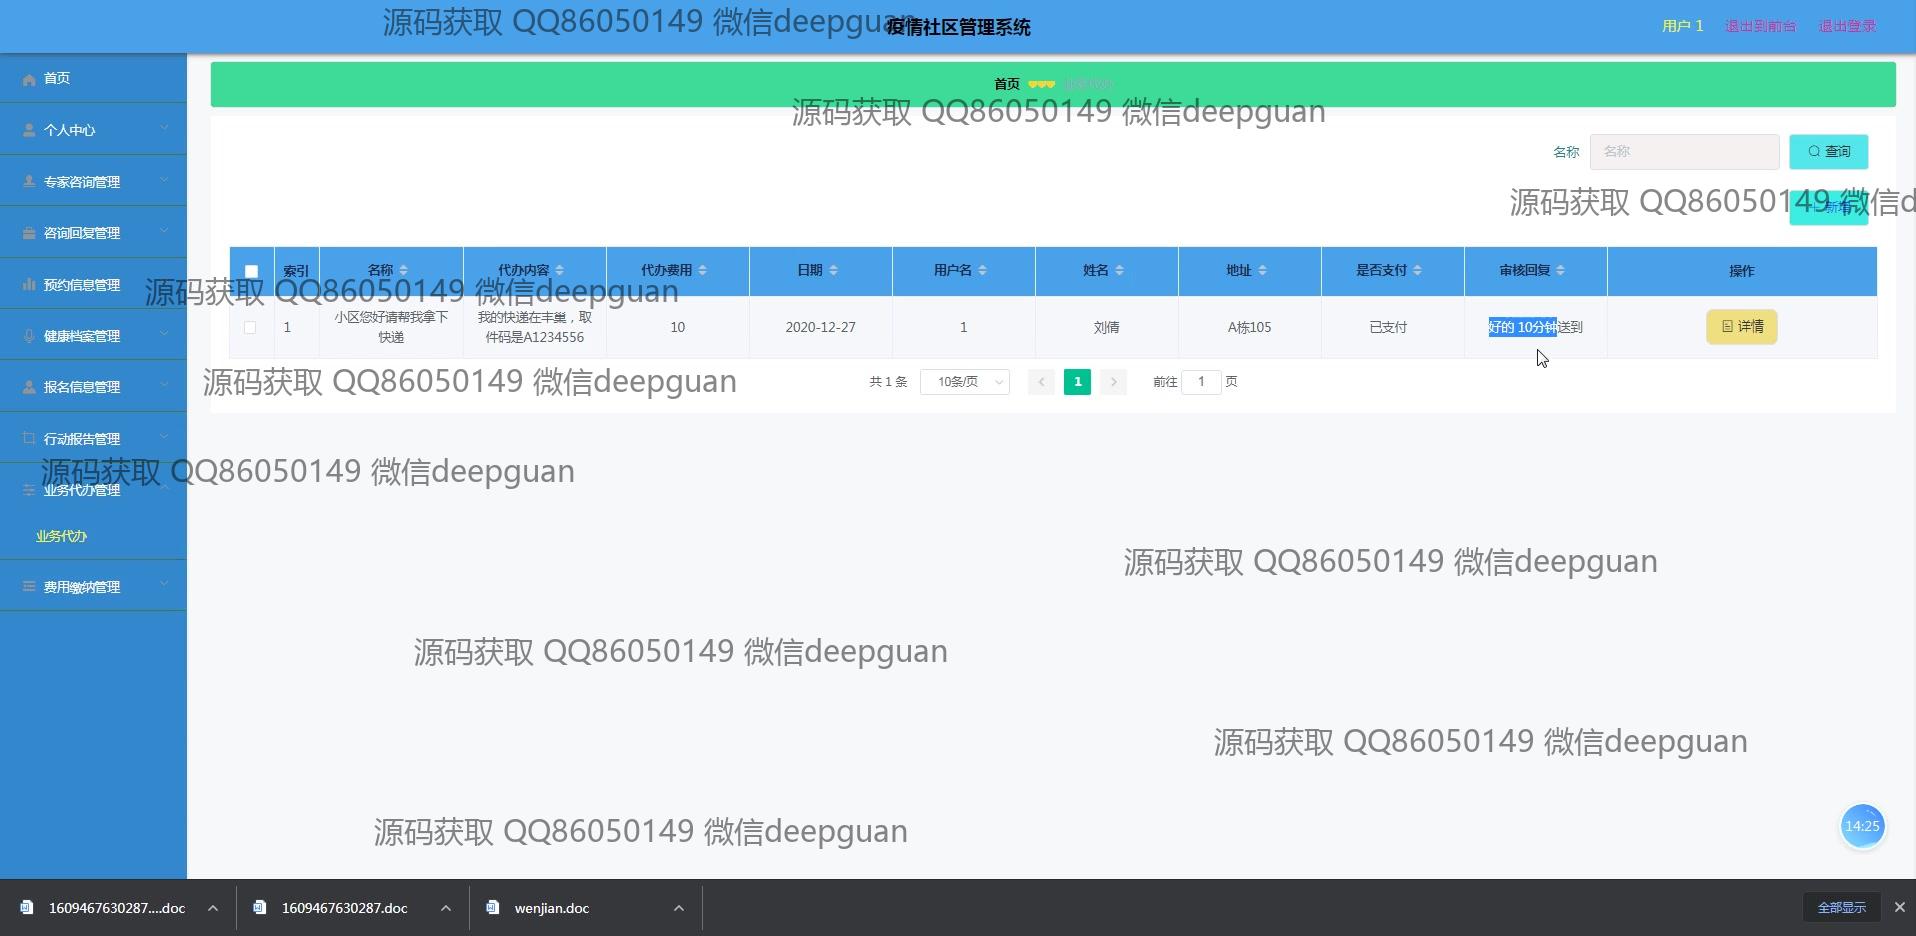 源码获取 QQ86050149 微信deepguan
疫情社区管理系统
用户 1 退出到前台 退出登录
首页
个人中心
专家咨询管理
咨询回复管理
预约信息管理
健康档案管理
报名信息管理
行动报告管理
业务代办管理
业务代办
费用缴纳管理
首页
源码获取 QQ86050149 微信deepguan
名称 名称 查询
源码获取 QQ86050149 微信d
新增
索引 名称 代办内容 代办费用 日期 用户名 姓名 地址 是否支付 审核回复 操作
源码获取 QQ86050149 微信deepguan
1 小区您好请帮我拿下快递 我的快递在丰巢，取件码是A1234556 10 2020-12-27 1 刘倩 A栋105 已支付 好的 10分钟送到 详情
源码获取 QQ86050149 微信deepguan
共 1 条 10条/页 1 前往 1 页
源码获取 QQ86050149 微信deepguan
源码获取 QQ86050149 微信deepguan
源码获取 QQ86050149 微信deepguan
源码获取 QQ86050149 微信deepguan
源码获取 QQ86050149 微信deepguan
14:25
1609467630287....doc 1609467630287.doc wenjian.doc 全部显示